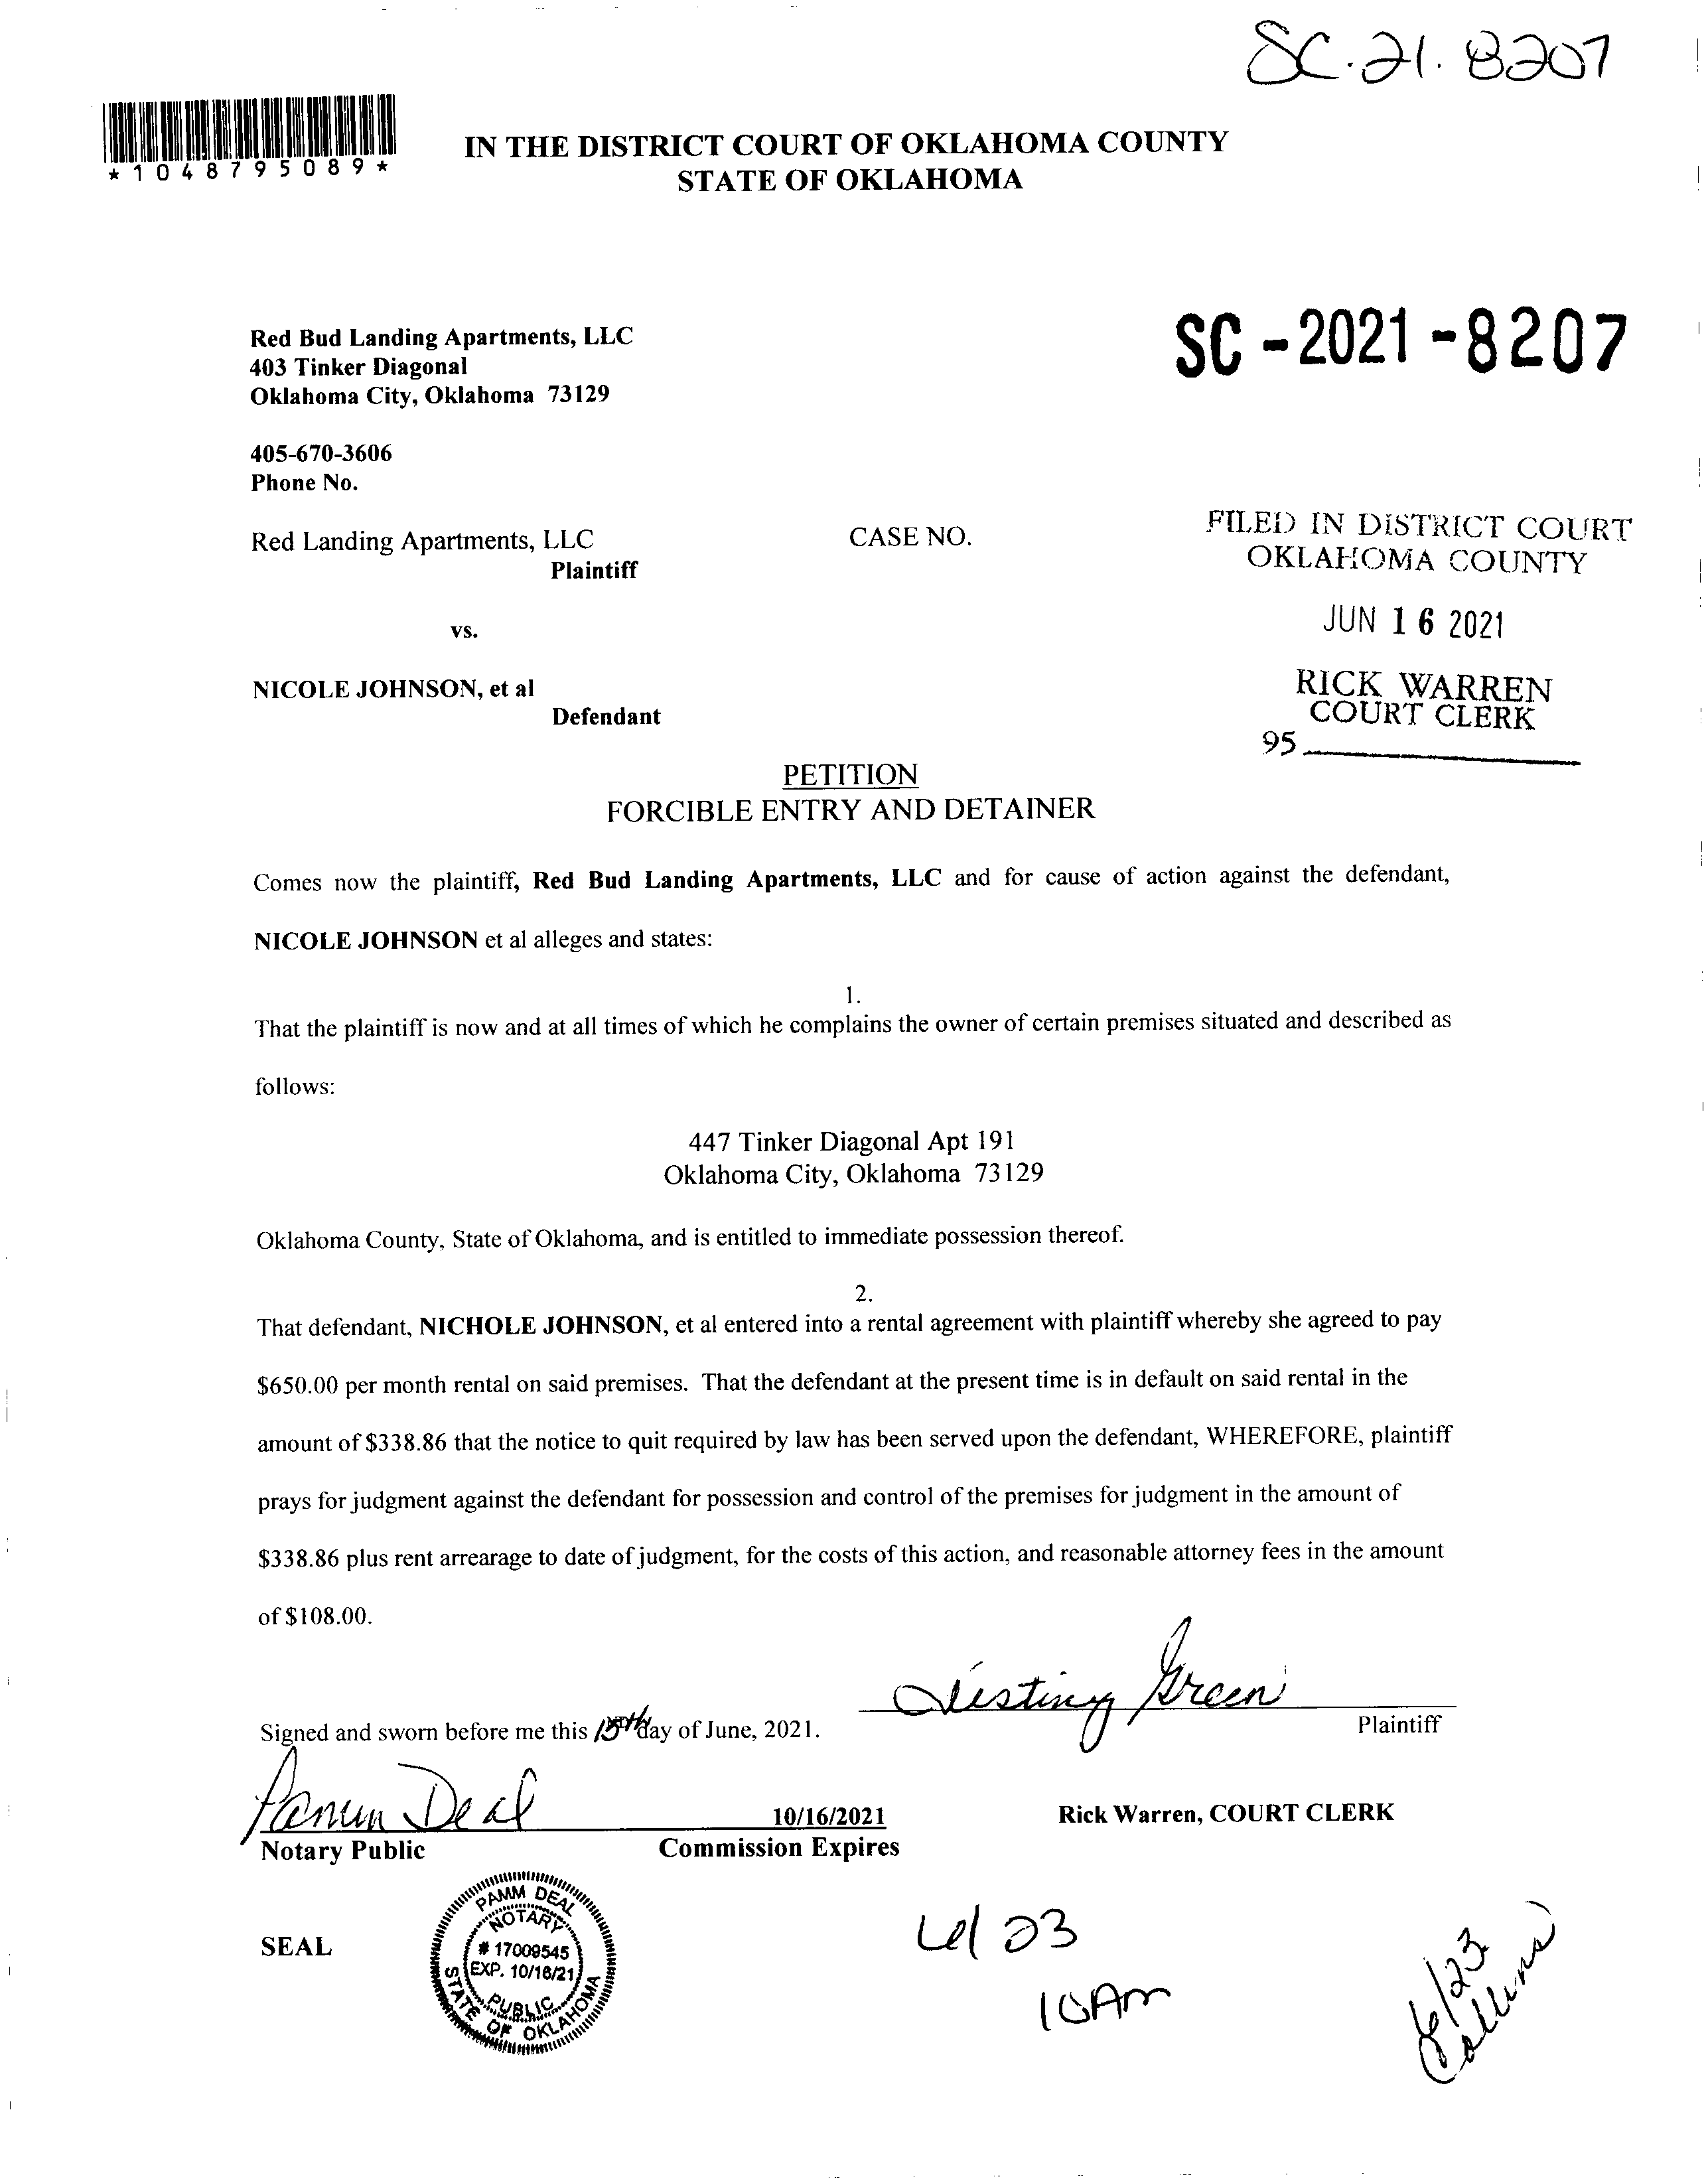 SC.21.8207
*1048795089*
IN THE DISTRICT COURT OF OKLAHOMA COUNTY
STATE OF OKLAHOMA
Red Bud Landing Apartments, LLC
403 Tinker Diagonal
Oklahoma City, Oklahoma 73129
SC-2021-8207
405-670-3606
Phone No.
Red Landing Apartments, LLC
Plaintiff
CASE NO.
FILED IN DISTRICT COURT
OKLAHOMA COUNTY
JUN 16 2021
RICK WARREN
COURT CLERK
95
vs.
NICOLE JOHNSON, et al
Defendant
PETITION
FORCIBLE ENTRY AND DETAINER
Comes now the plaintiff, Red Bud Landing Apartments, LLC and for cause of action against the defendant,
NICOLE JOHNSON et al alleges and states:
1.
That the plaintiff is now and at all times of which he complains the owner of certain premises situated and described as
follows:
447 Tinker Diagonal Apt 191
Oklahoma City, Oklahoma 73129
Oklahoma County, State of Oklahoma, and is entitled to immediate possession thereof.
2.
That defendant, NICHOLE JOHNSON, et al entered into a rental agreement with plaintiff whereby she agreed to pay
$650.00 per month rental on said premises. That the defendant at the present time is in default on said rental in the
amount of $338.86 that the notice to quit required by law has been served upon the defendant, WHEREFORE, plaintiff
prays for judgment against the defendant for possession and control of the premises for judgment in the amount of
$338.86 plus rent arrearage to date of judgment, for the costs of this action, and reasonable attorney fees in the amount
of $108.00.
Destiny Green
Plaintiff
Signed and sworn before me this 15th day of June, 2021.
Pamm Deal
Notary Public
10/16/2021
Commission Expires
Rick Warren, COURT CLERK
SEAL
PAMM DEAL
NOTARY
# 17009545
EXP. 10/16/21
PUBLIC
STATE OF OKLAHOMA
6/23
10AM
6/23
Collins